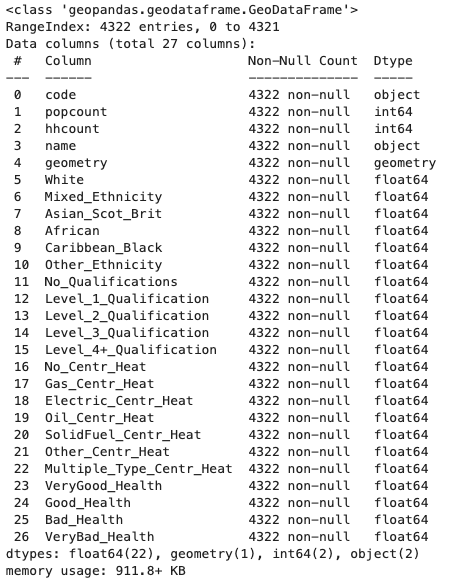 <class 'geopandas.geodataframe.GeoDataFrame'>
RangeIndex: 4322 entries, 0 to 4321
Data columns (total 27 columns):
 #   Column                    Non-Null Count  Dtype
---  ------                    --------------  -----
 0   code                      4322 non-null   object
 1   popcount                  4322 non-null   int64
 2   hhcount                   4322 non-null   int64
 3   name                      4322 non-null   object
 4   geometry                  4322 non-null   geometry
 5   White                     4322 non-null   float64
 6   Mixed_Ethnicity           4322 non-null   float64
 7   Asian_Scot_Brit           4322 non-null   float64
 8   African                   4322 non-null   float64
 9   Caribbean_Black           4322 non-null   float64
 10  Other_Ethnicity           4322 non-null   float64
 11  No_Qualifications         4322 non-null   float64
 12  Level_1_Qualification     4322 non-null   float64
 13  Level_2_Qualification     4322 non-null   float64
 14  Level_3_Qualification     4322 non-null   float64
 15  Level_4+_Qualification    4322 non-null   float64
 16  No_Centr_Heat             4322 non-null   float64
 17  Gas_Centr_Heat            4322 non-null   float64
 18  Electric_Centr_Heat       4322 non-null   float64
 19  Oil_Centr_Heat            4322 non-null   float64
 20  SolidFuel_Centr_Heat      4322 non-null   float64
 21  Other_Centr_Heat          4322 non-null   float64
 22  Multiple_Type_Centr_Heat  4322 non-null   float64
 23  VeryGood_Health           4322 non-null   float64
 24  Good_Health               4322 non-null   float64
 25  Bad_Health                4322 non-null   float64
 26  VeryBad_Health            4322 non-null   float64
dtypes: float64(22), geometry(1), int64(2), object(2)
memory usage: 911.8+ KB